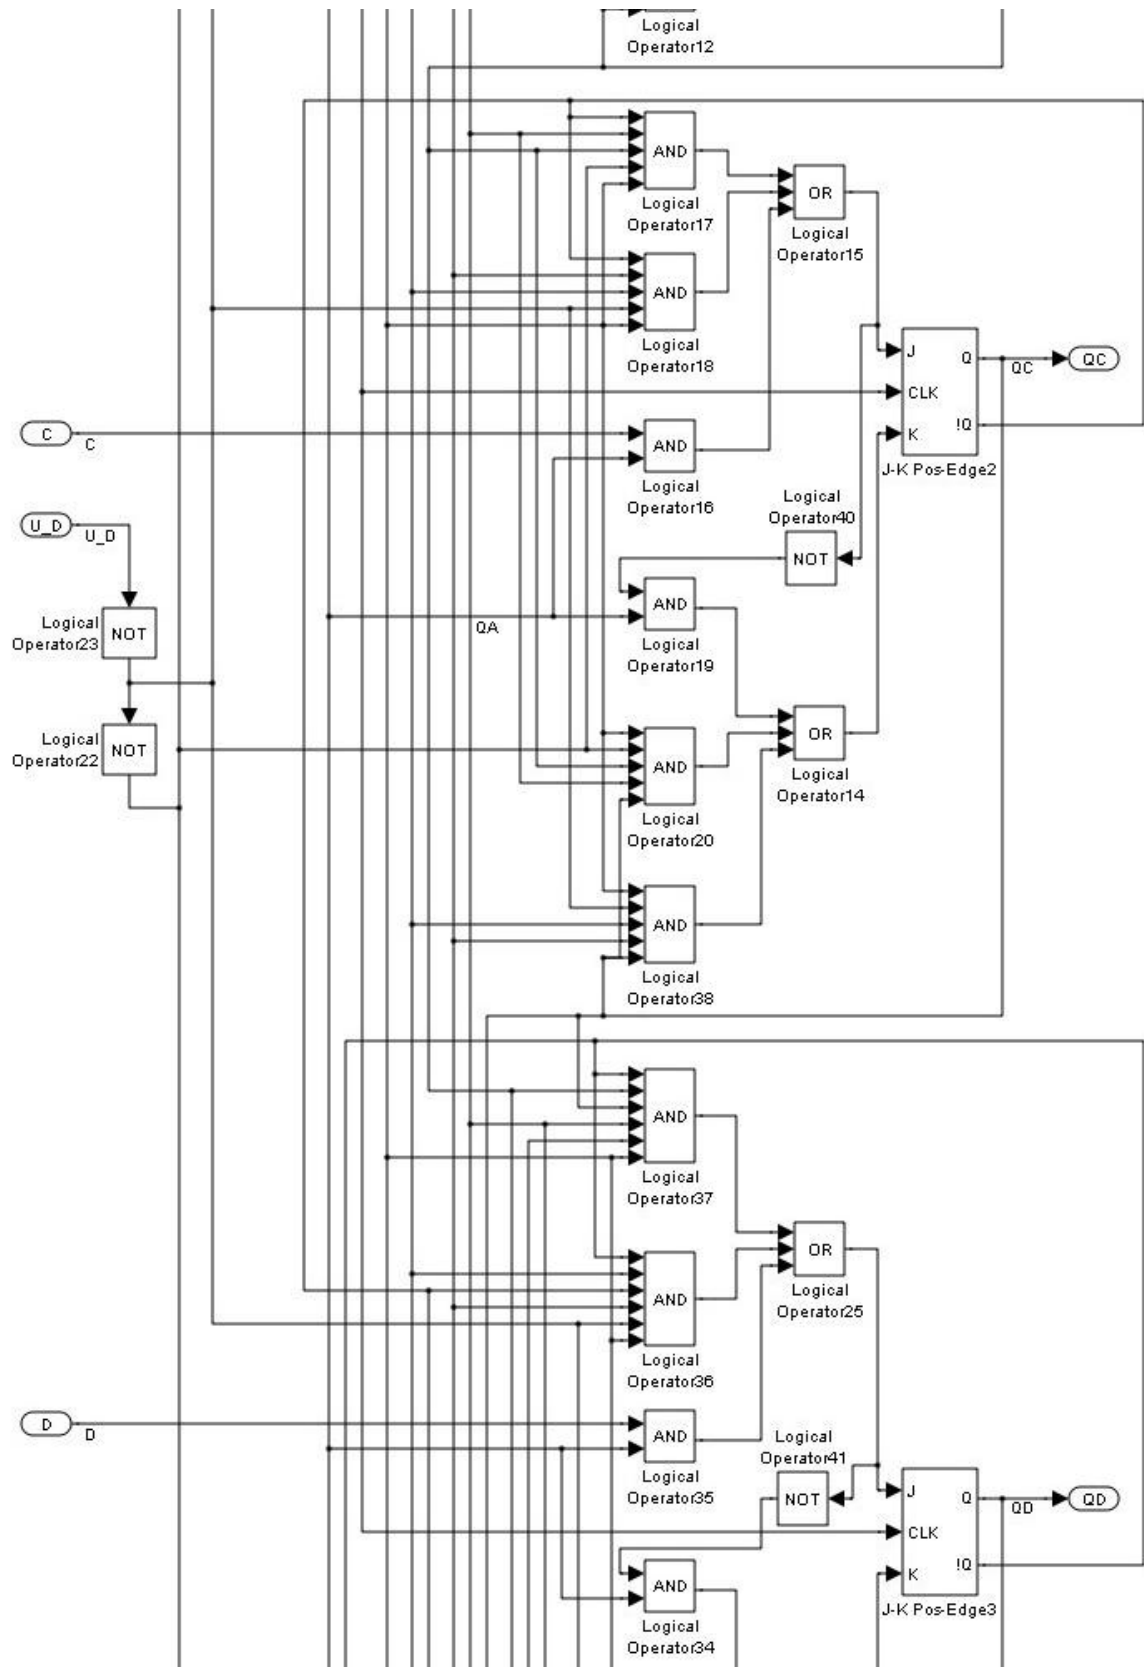 Logical
Operator12
AND
Logical
Operator17
OR
Logical
Operator15
AND
Logical
Operator18
J
Q
QC
QC
CLK
!Q
K
J-K Pos-Edge2
C
C
AND
Logical
Operator16
Logical
Operator40
NOT
U_D
U_D
AND
QA
Logical
Operator19
Logical
Operator23
NOT
Logical
Operator22
NOT
AND
Logical
Operator20
OR
Logical
Operator14
AND
Logical
Operator38
AND
Logical
Operator37
OR
Logical
Operator25
AND
Logical
Operator36
D
D
AND
Logical
Operator35
Logical
Operator41
NOT
J
Q
QD
QD
CLK
!Q
K
J-K Pos-Edge3
AND
Logical
Operator34